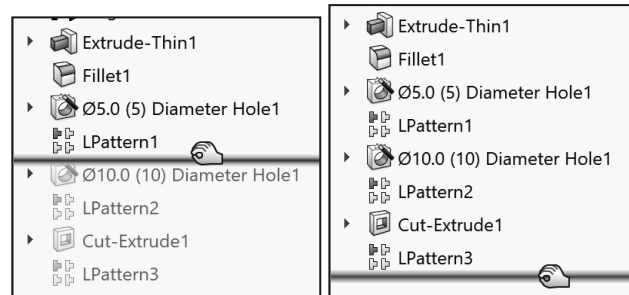 Extrude-Thin1
Fillet1
Ø5.0 (5) Diameter Hole1
LPattern1
Ø10.0 (10) Diameter Hole1
LPattern2
Cut-Extrude1
LPattern3
Extrude-Thin1
Fillet1
Ø5.0 (5) Diameter Hole1
LPattern1
Ø10.0 (10) Diameter Hole1
LPattern2
Cut-Extrude1
LPattern3